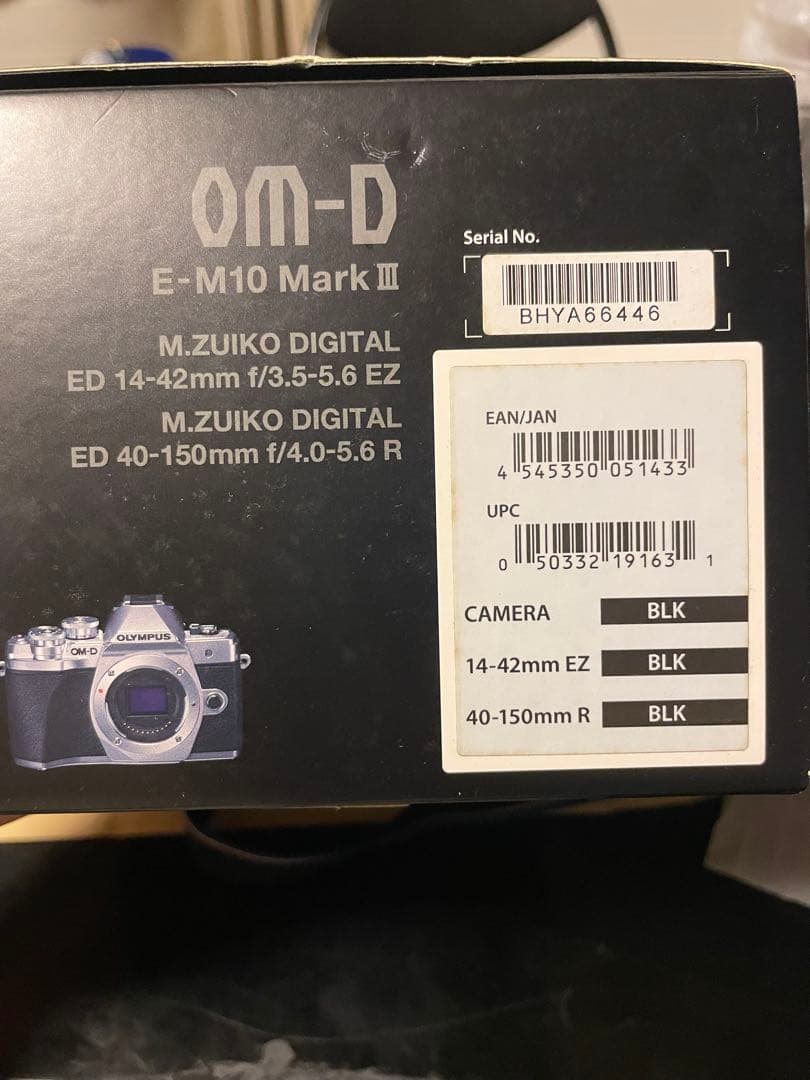 OM-D
E-M10 Mark III
M.ZUIKO DIGITAL
ED 14-42mm f/3.5-5.6 EZ
M.ZUIKO DIGITAL
ED 40-150mm f/4.0-5.6 R
OLYMPUS
OM-D
Serial No.
BHYA66446
EAN/JAN
4 545350 051433
UPC
0 50332 19163 1
CAMERA BLK
14-42mm EZ BLK
40-150mm R BLK